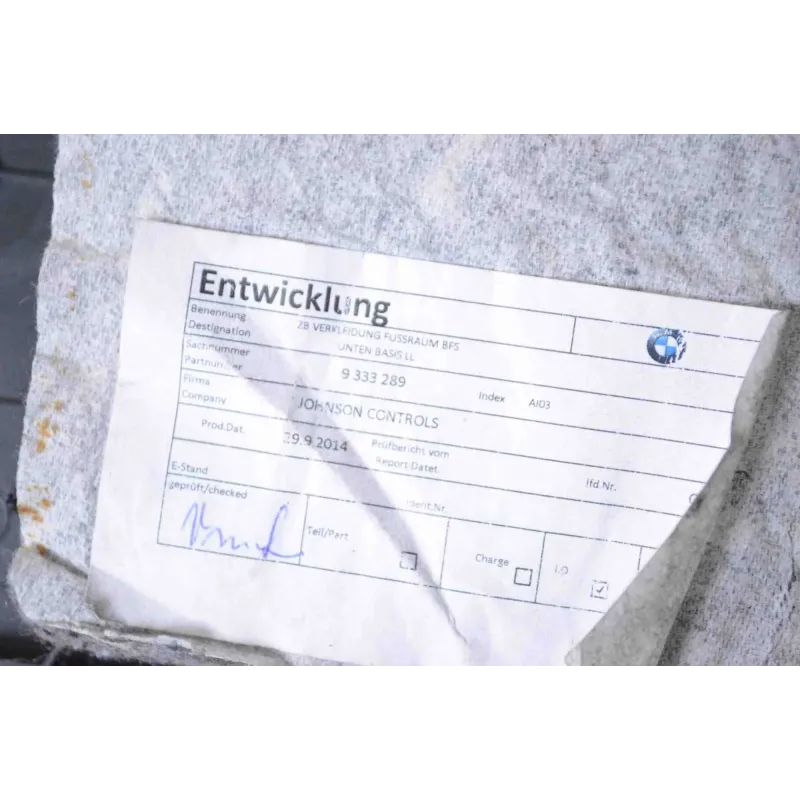 Entwicklung
Benennung
Designation
ZB VERKLEIDUNG FUSSRAUM BFS
UNTEN BASIS LL
Sachnummer
Partnummer
9 333 289
Index AI03
Firma
Company
JOHNSON CONTROLS
Prod.Dat. 29.9.2014
Prüfbericht vom
Report Datet
lfd.Nr.
E-Stand
Ident.Nr.
geprüft/checked
Teil/Part
Charge
I.O